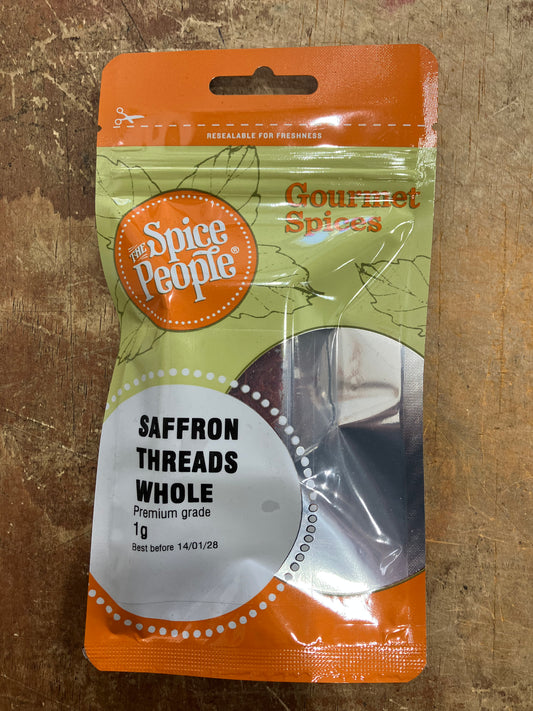 RESEALABLE FOR FRESHNESS
Gourmet
Spices
THE Spice
People®
SAFFRON
THREADS
WHOLE
Premium grade
1g
Best before 14/01/28